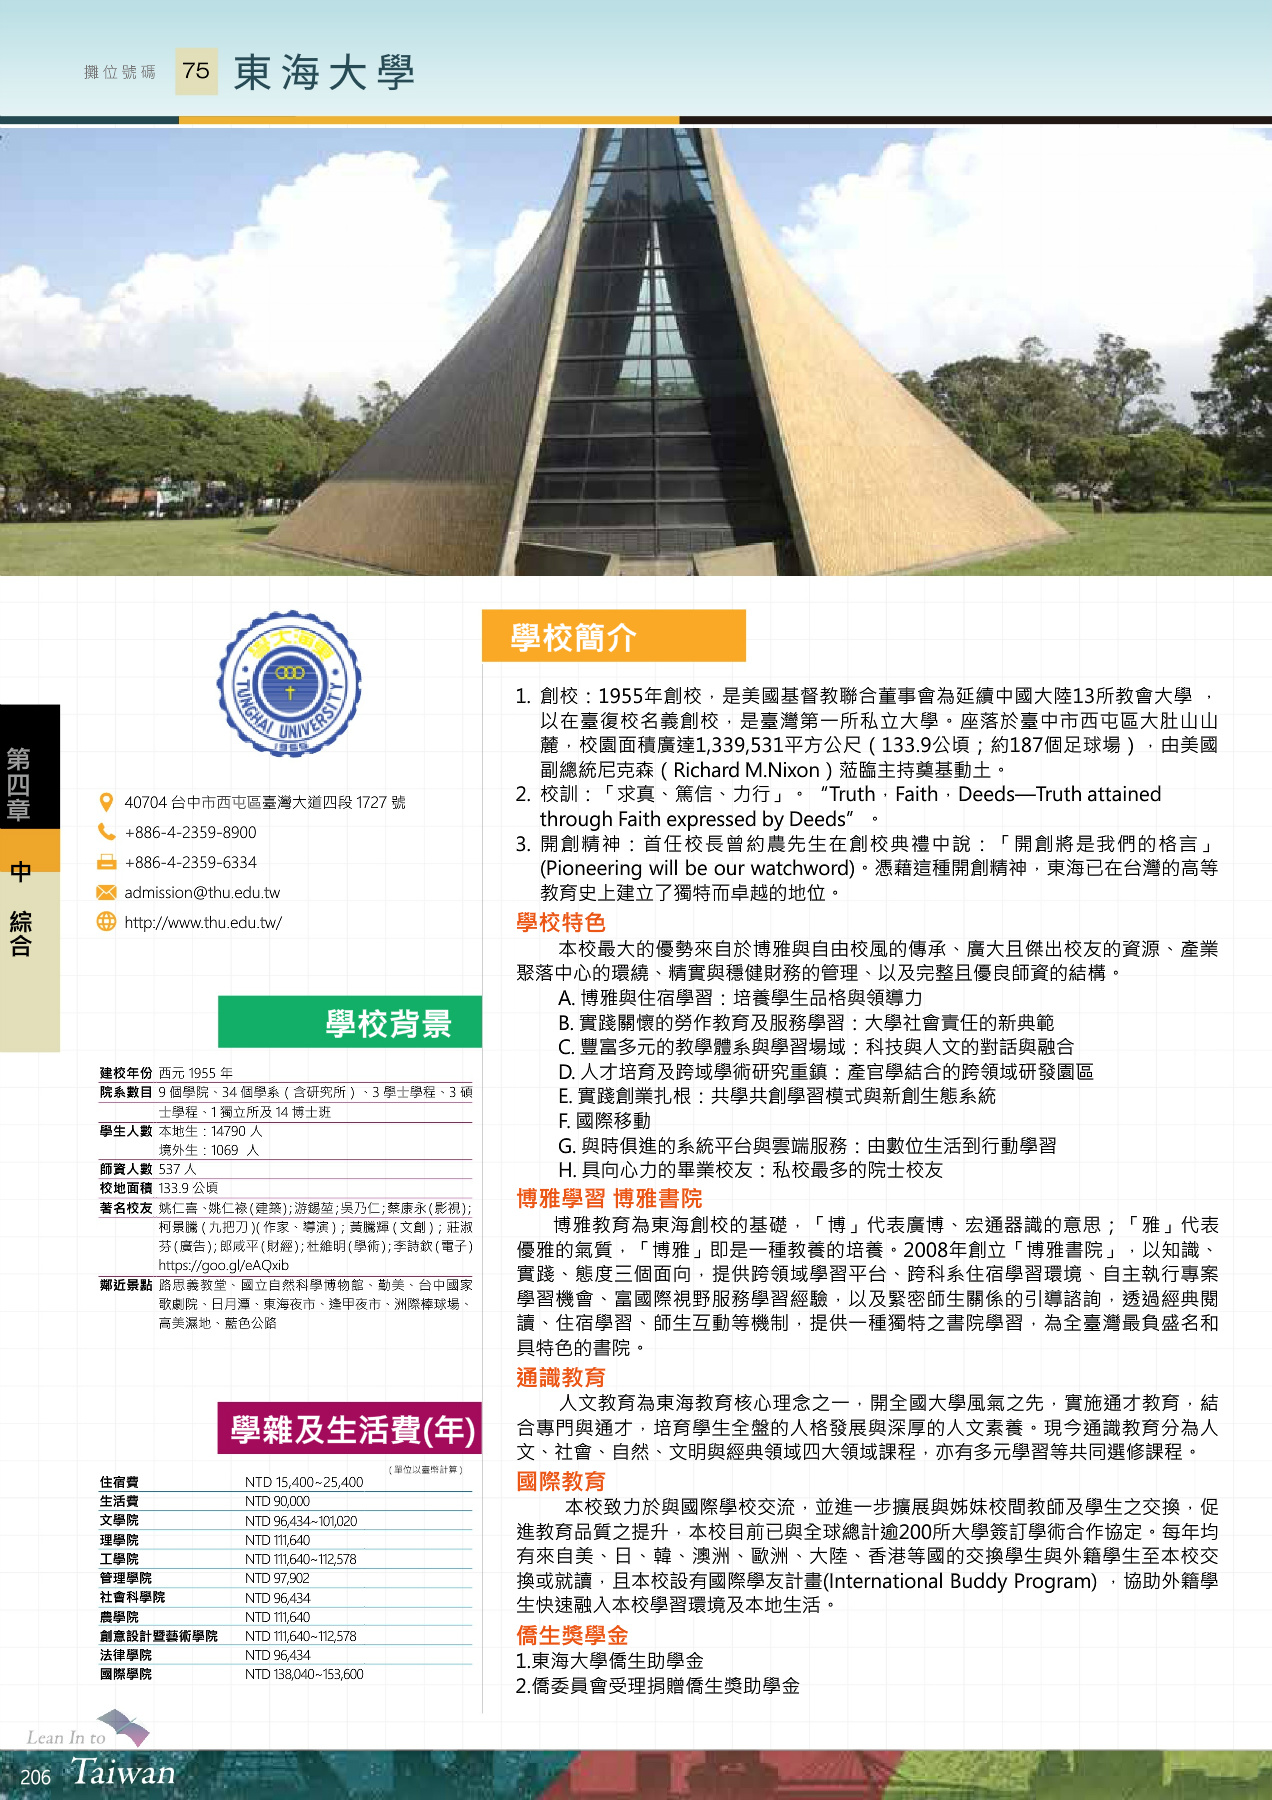 攤位號碼 75 東海大學
東海大學
TUNGHAI UNIVERSITY
1955
第四章
中
綜合
40704 台中市西屯區臺灣大道四段 1727 號
+886-4-2359-8900
+886-4-2359-6334
admission@thu.edu.tw
http://www.thu.edu.tw/
學校背景
建校年份 西元 1955 年
院系數目 9 個學院、34 個學系（含研究所）、3 學士學程、3 碩
士學程、1 獨立所及 14 博士班
學生人數 本地生：14790 人
境外生：1069 人
師資人數 537 人
校地面積 133.9 公頃
著名校友 姚仁喜、姚仁祿(建築);游錫堃;吳乃仁;蔡康永(影視);
柯景騰(九把刀)(作家、導演)；黃騰輝(文創)；莊淑
芬(廣告);郎咸平(財經);杜維明(學術);李詩欽(電子)
https://goo.gl/eAQxib
鄰近景點 路思義教堂、國立自然科學博物館、勤美、台中國家
歌劇院、日月潭、東海夜市、逢甲夜市、洲際棒球場、
高美濕地、藍色公路
學雜及生活費(年)
（單位以臺幣計算）
住宿費 NTD 15,400~25,400
生活費 NTD 90,000
文學院 NTD 96,434~101,020
理學院 NTD 111,640
工學院 NTD 111,640~112,578
管理學院 NTD 97,902
社會科學院 NTD 96,434
農學院 NTD 111,640
創意設計暨藝術學院 NTD 111,640~112,578
法律學院 NTD 96,434
國際學院 NTD 138,040~153,600
學校簡介
1. 創校：1955年創校，是美國基督教聯合董事會為延續中國大陸13所教會大學，
以在臺復校名義創校，是臺灣第一所私立大學。座落於臺中市西屯區大肚山山
麓，校園面積廣達1,339,531平方公尺（133.9公頃；約187個足球場），由美國
副總統尼克森（Richard M.Nixon）蒞臨主持奠基動土。
2. 校訓：「求真、篤信、力行」。“Truth，Faith，Deeds—Truth attained
through Faith expressed by Deeds”。
3. 開創精神：首任校長曾約農先生在創校典禮中說：「開創將是我們的格言」
(Pioneering will be our watchword)。憑藉這種開創精神，東海已在台灣的高等
教育史上建立了獨特而卓越的地位。
學校特色
本校最大的優勢來自於博雅與自由校風的傳承、廣大且傑出校友的資源、產業
聚落中心的環繞、精實與穩健財務的管理、以及完整且優良師資的結構。
A. 博雅與住宿學習：培養學生品格與領導力
B. 實踐關懷的勞作教育及服務學習：大學社會責任的新典範
C. 豐富多元的教學體系與學習場域：科技與人文的對話與融合
D. 人才培育及跨域學術研究重鎮：產官學結合的跨領域研發園區
E. 實踐創業扎根：共學共創學習模式與新創生態系統
F. 國際移動
G. 與時俱進的系統平台與雲端服務：由數位生活到行動學習
H. 具向心力的畢業校友：私校最多的院士校友
博雅學習 博雅書院
博雅教育為東海創校的基礎，「博」代表廣博、宏通器識的意思；「雅」代表
優雅的氣質，「博雅」即是一種教養的培養。2008年創立「博雅書院」，以知識、
實踐、態度三個面向，提供跨領域學習平台、跨科系住宿學習環境、自主執行專案
學習機會、富國際視野服務學習經驗，以及緊密師生關係的引導諮詢，透過經典閱
讀、住宿學習、師生互動等機制，提供一種獨特之書院學習，為全臺灣最負盛名和
具特色的書院。
通識教育
人文教育為東海教育核心理念之一，開全國大學風氣之先，實施通才教育，結
合專門與通才，培育學生全盤的人格發展與深厚的人文素養。現今通識教育分為人
文、社會、自然、文明與經典領域四大領域課程，亦有多元學習等共同選修課程。
國際教育
本校致力於與國際學校交流，並進一步擴展與姊妹校間教師及學生之交換，促
進教育品質之提升，本校目前已與全球總計逾200所大學簽訂學術合作協定。每年均
有來自美、日、韓、澳洲、歐洲、大陸、香港等國的交換學生與外籍學生至本校交
換或就讀，且本校設有國際學友計畫(International Buddy Program)，協助外籍學
生快速融入本校學習環境及本地生活。
僑生獎學金
1.東海大學僑生助學金
2.僑委員會受理捐贈僑生獎助學金
Lean In to
206 Taiwan